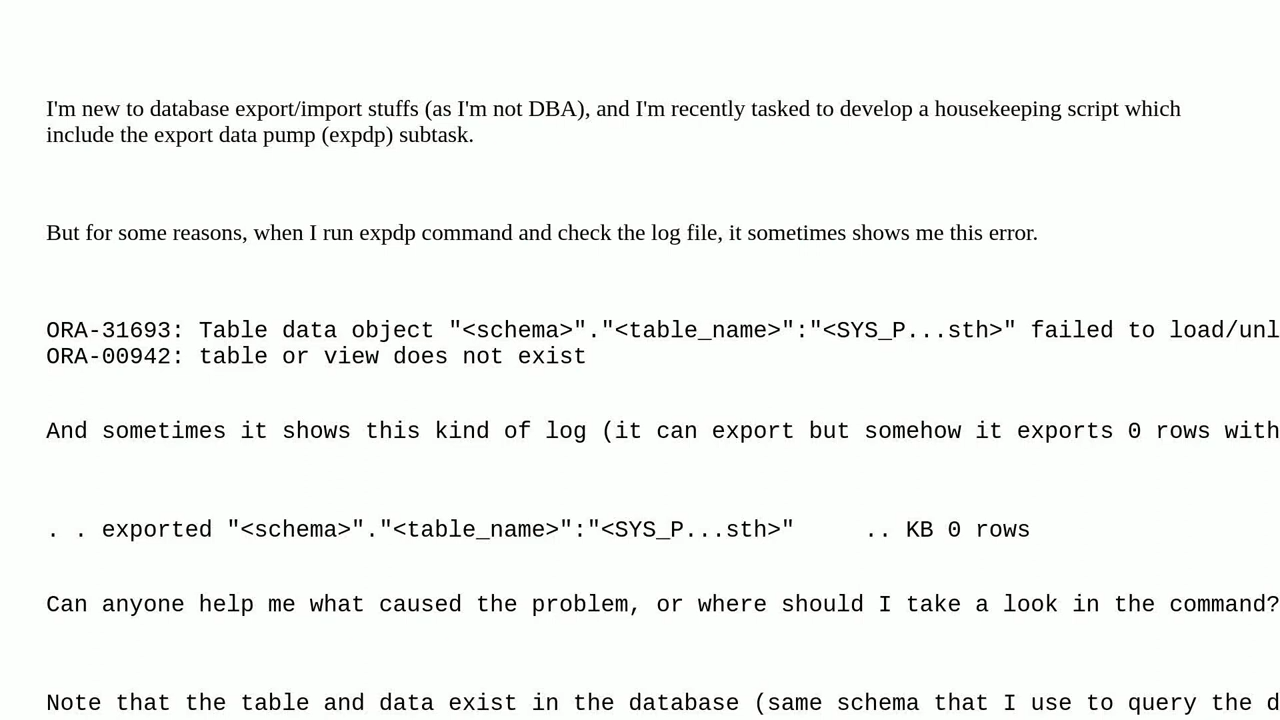 I'm new to database export/import stuffs (as I'm not DBA), and I'm recently tasked to develop a housekeeping script which
include the export data pump (expdp) subtask.
But for some reasons, when I run expdp command and check the log file, it sometimes shows me this error.
ORA-31693: Table data object "<schema>"."<table_name>":"<SYS_P...sth>" failed to load/unl
ORA-00942: table or view does not exist
And sometimes it shows this kind of log (it can export but somehow it exports 0 rows with
. . exported "<schema>"."<table_name>":"<SYS_P...sth>"     .. KB 0 rows
Can anyone help me what caused the problem, or where should I take a look in the command?
Note that the table and data exist in the database (same schema that I use to query the d